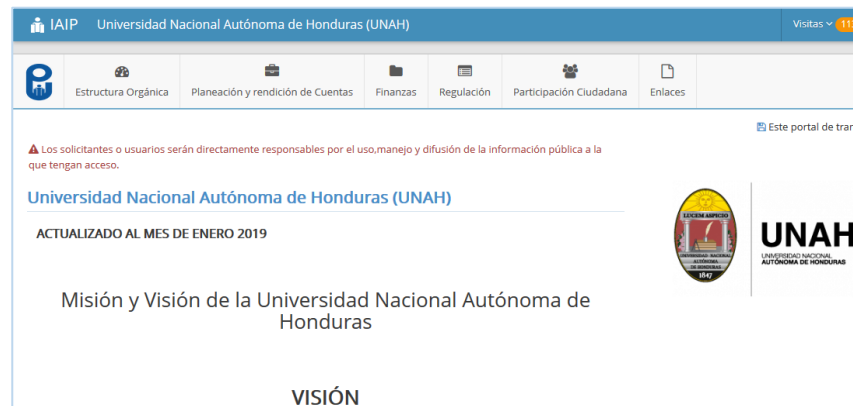 IAIP Universidad Nacional Autónoma de Honduras (UNAH) Visitas
Estructura Orgánica Planeación y rendición de Cuentas Finanzas Regulación Participación Ciudadana Enlaces
Este portal de
Los solicitantes o usuarios serán directamente responsables por el uso,manejo y difusión de la información pública a la
que tengan acceso.
Universidad Nacional Autónoma de Honduras (UNAH)
ACTUALIZADO AL MES DE ENERO 2019
LUCEM ASPICIO
UNIVERSIDAD NACIONAL
AUTÓNOMA
DE HONDURAS
1847
UNAH
UNIVERSIDAD NACIONAL
AUTÓNOMA DE HONDURAS
Misión y Visión de la Universidad Nacional Autónoma de
Honduras
VISIÓN